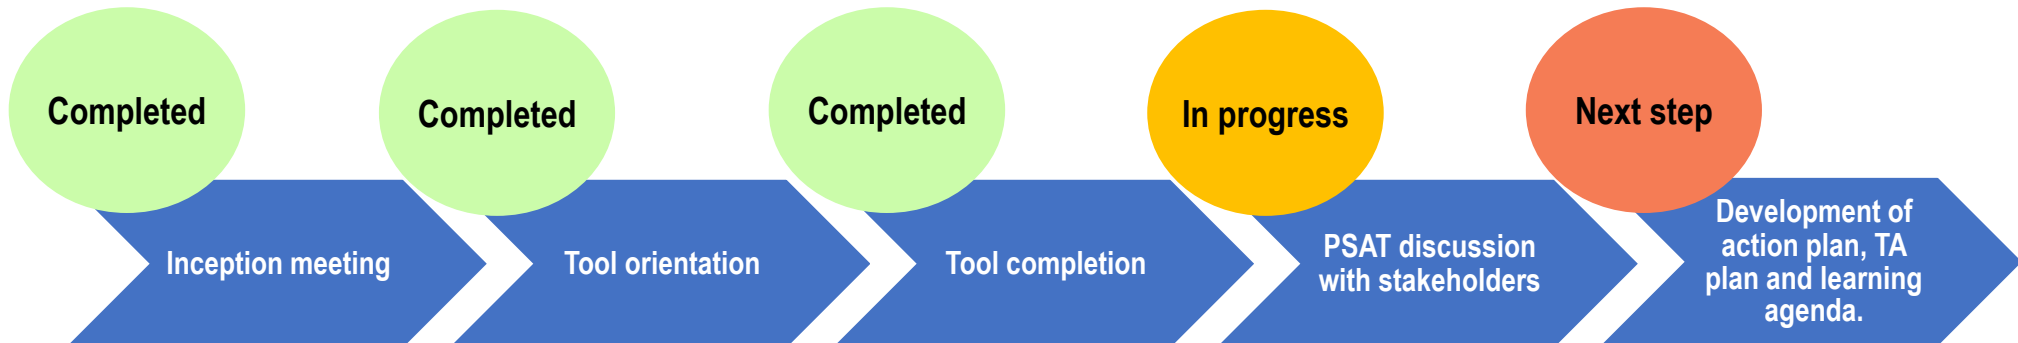 Completed
Completed
Completed
In progress
Next step
Inception meeting
Tool orientation
Tool completion
PSAT discussion
with stakeholders
Development of
action plan, TA
plan and learning
agenda.